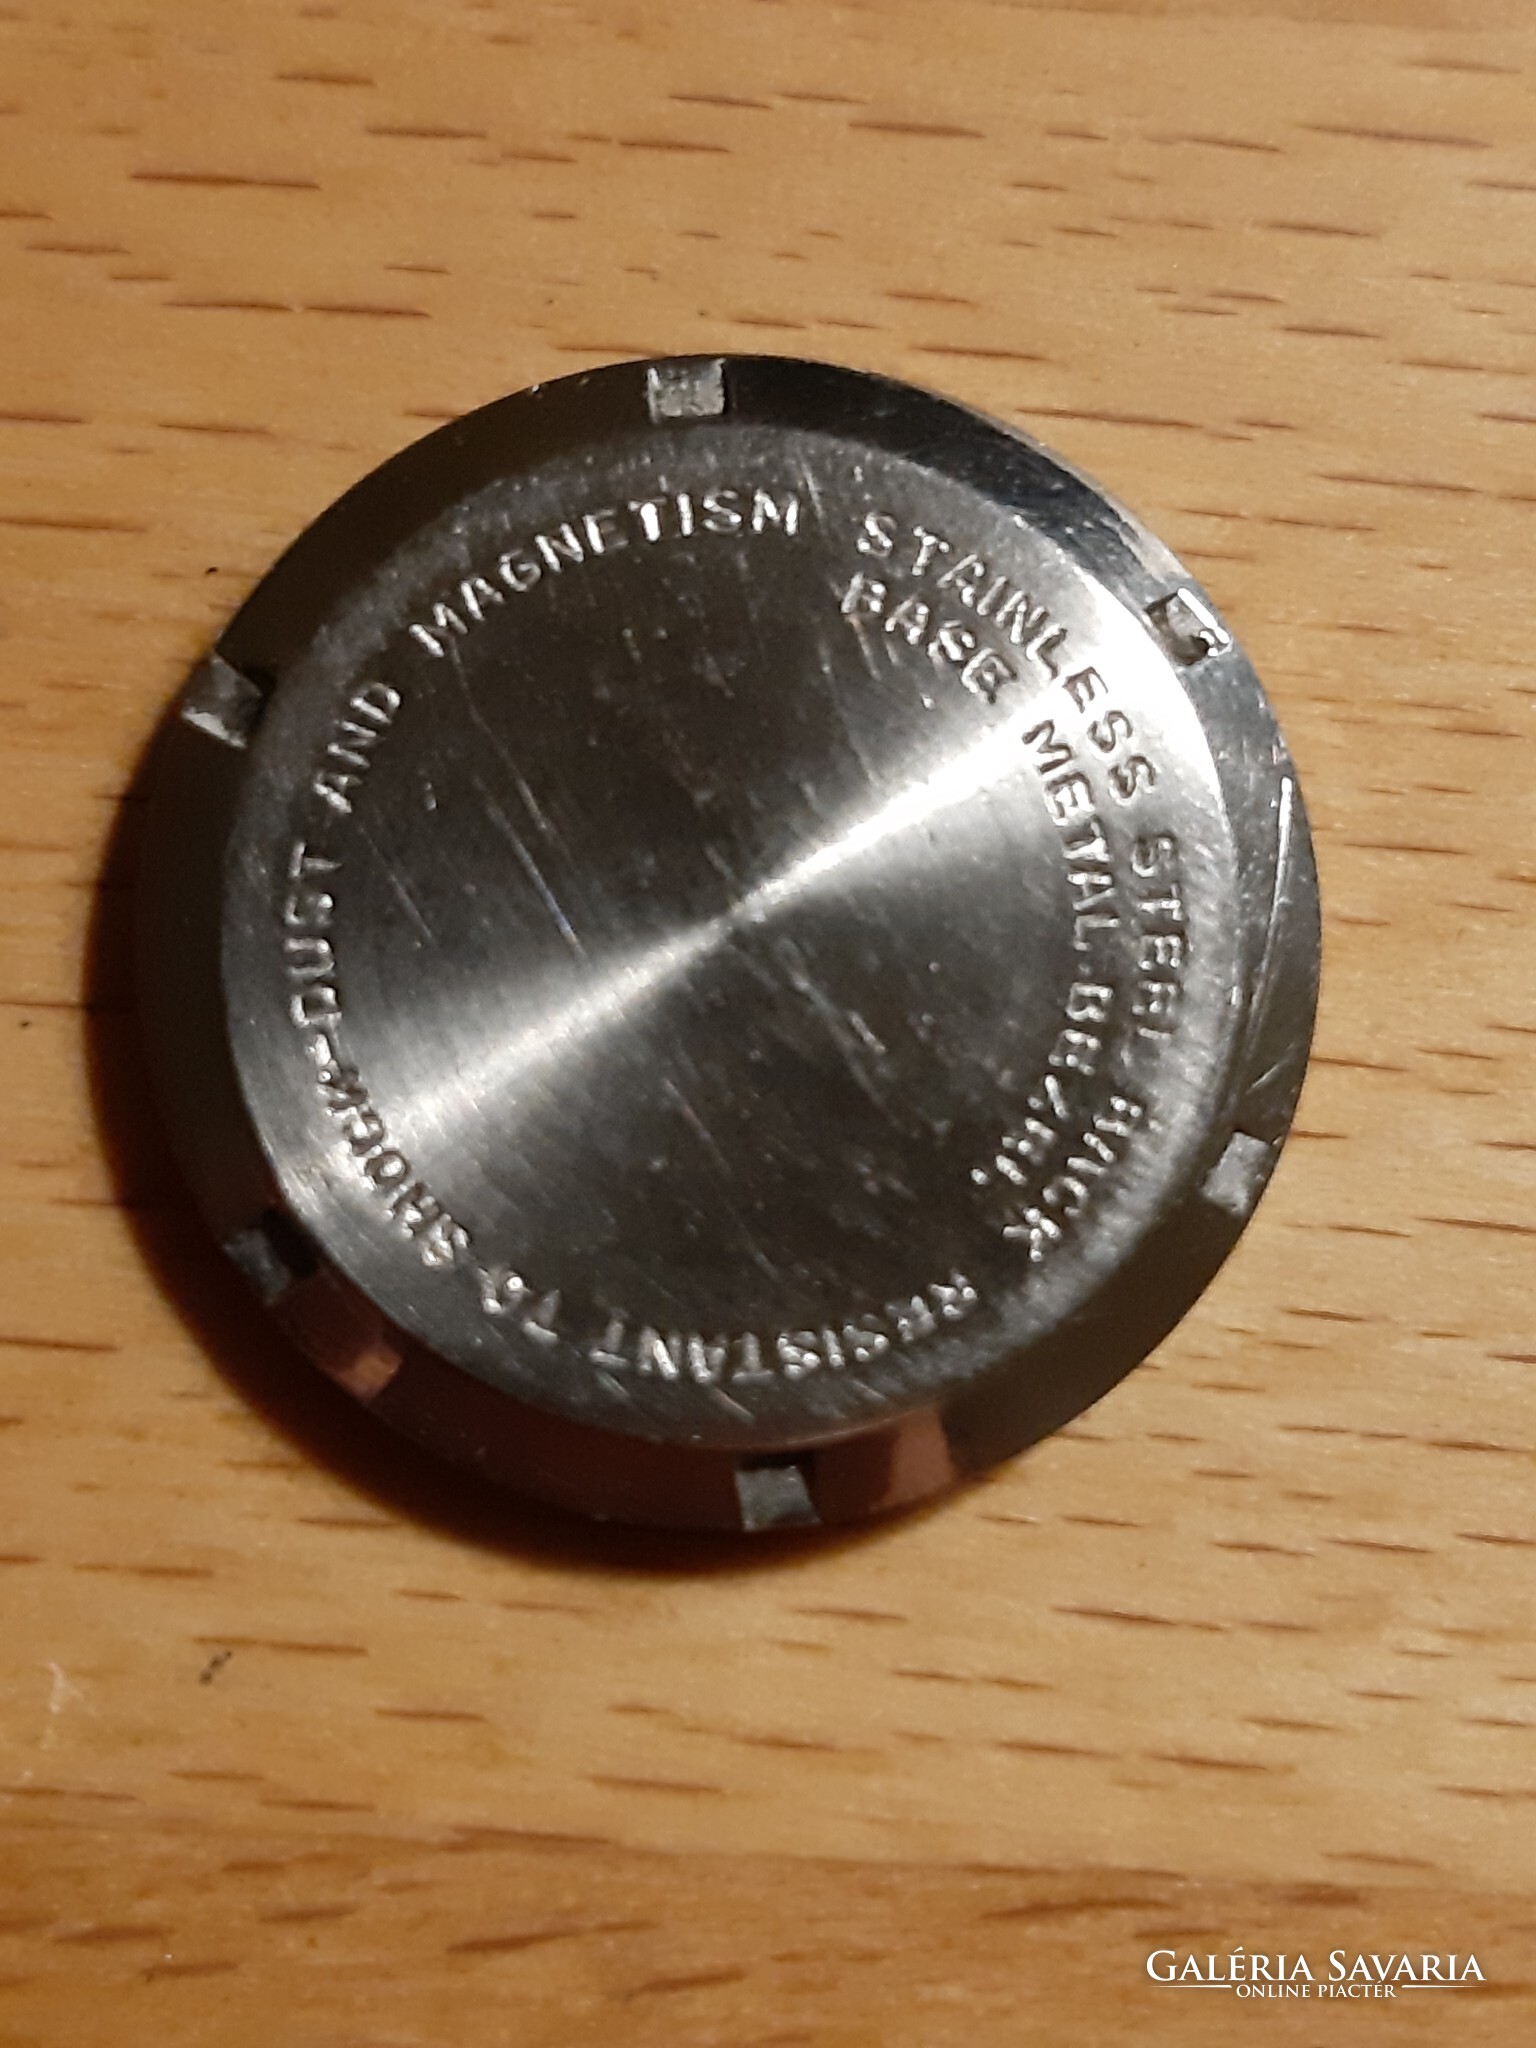 STAINLESS STEEL BACK RESISTANT TO SHOCK-DUST AND MAGNETISM
BASE METAL BEZEL.
GALÉRIA SAVARIA
ONLINE PIACTÉR